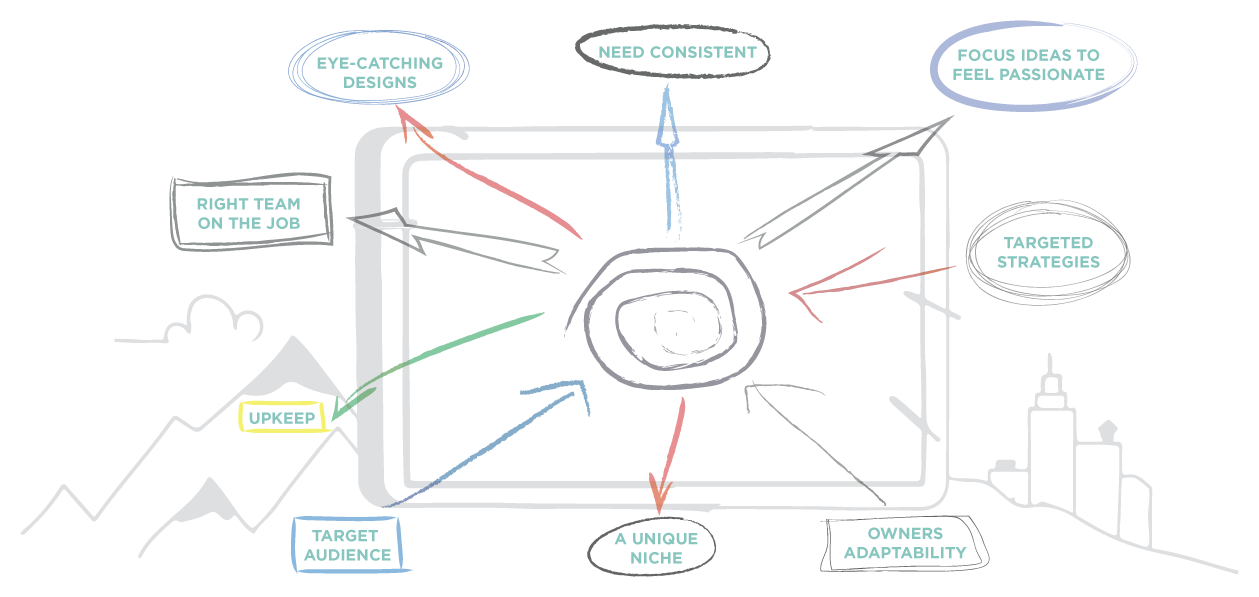 EYE-CATCHING
DESIGNS
NEED CONSISTENT
FOCUS IDEAS TO
FEEL PASSIONATE
RIGHT TEAM
ON THE JOB
TARGETED
STRATEGIES
UPKEEP
TARGET
AUDIENCE
A UNIQUE
NICHE
OWNERS
ADAPTABILITY